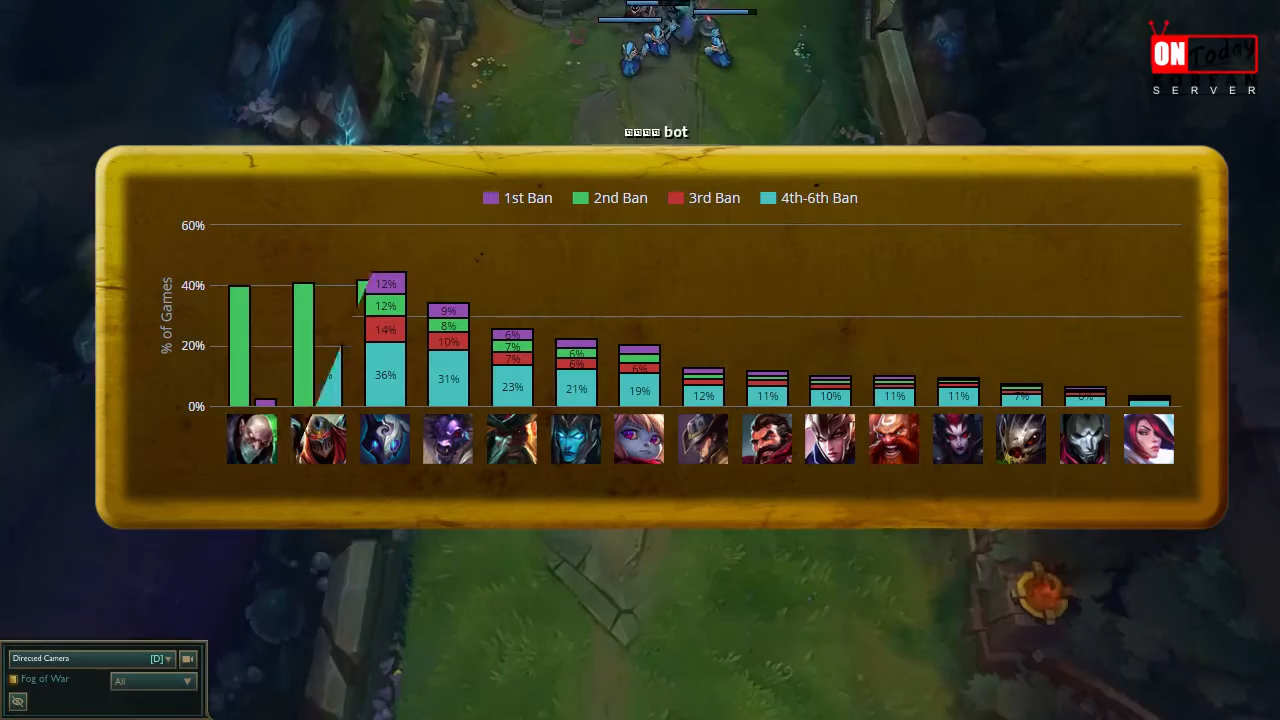 ON Today
SERVER
bot
1st Ban 2nd Ban 3rd Ban 4th-6th Ban
60%
40%
20%
0%
% of Games
12% 12% 14% 36%
9% 8% 10% 31%
6% 7% 7% 23%
6% 6% 21%
6% 19%
12%
11%
10%
11%
11%
7%
Directed Camera [D]
Fog of War All